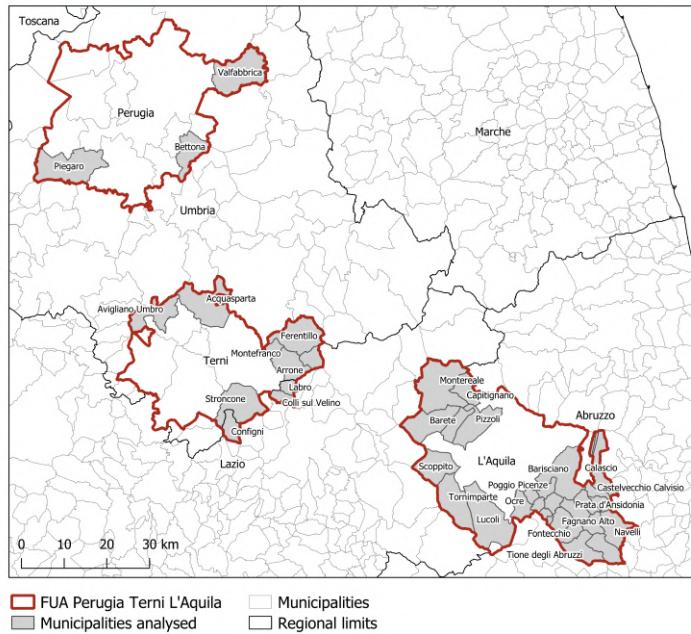 Toscana
Valfabbrica
Perugia
Marche
Bettona
Piegaro
Umbria
Acquasparta
Avigliano Umbro
Ferentillo
Terni
Montefranco
Arrone
Labro
Stroncone
Colli sul Velino
Configni
Lazio
Montereale
Capitignano
Abruzzo
Barete
Pizzoli
L'Aquila
Barisciano
Scoppito
Calascio
Poggio Picenze
Castelvecchio Calvisio
Tornimparte
Ocre
Prata d'Ansidonia
Lucoli
Fagnano Alto
Fontecchio
Navelli
Tione degli Abruzzi
0 10 20 30 km
FUA Perugia Terni L'Aquila
Municipalities
Municipalities analysed
Regional limits